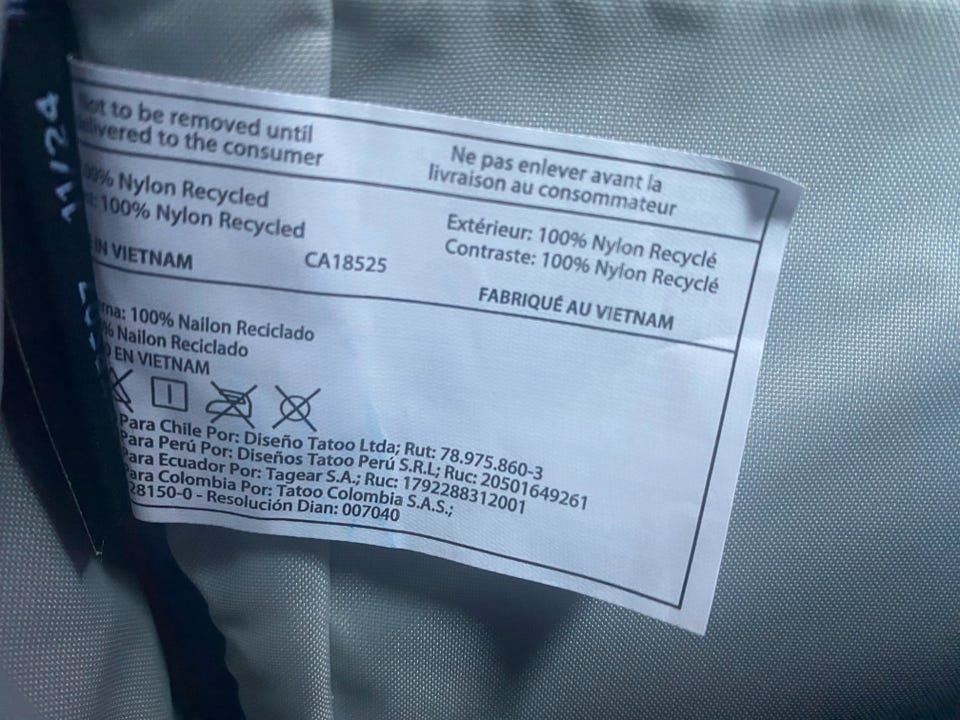 to be removed until
to the consumer
Ne pas enlever avant la
livraison au consommateur
% Nylon Recycled
: 100% Nylon Recycled
IN VIETNAM
CA18525
Extérieur: 100% Nylon Recyclé
Contraste: 100% Nylon Recyclé
FABRIQUÉ AU VIETNAM
100% Nailon Reciclado
% Nailon Reciclado
EN VIETNAM
Para Chile Por: Diseño Tatoo Ltda; Rut: 78.975.860-3
Para Perú Por: Diseños Tatoo Perú S.R.L; Ruc: 20501649261
Para Ecuador Por: Tagear S.A.; Ruc: 1792288312001
Para Colombia Por: Tatoo Colombia S.A.S.;
28150-0 - Resolución Dian: 007040
11/24